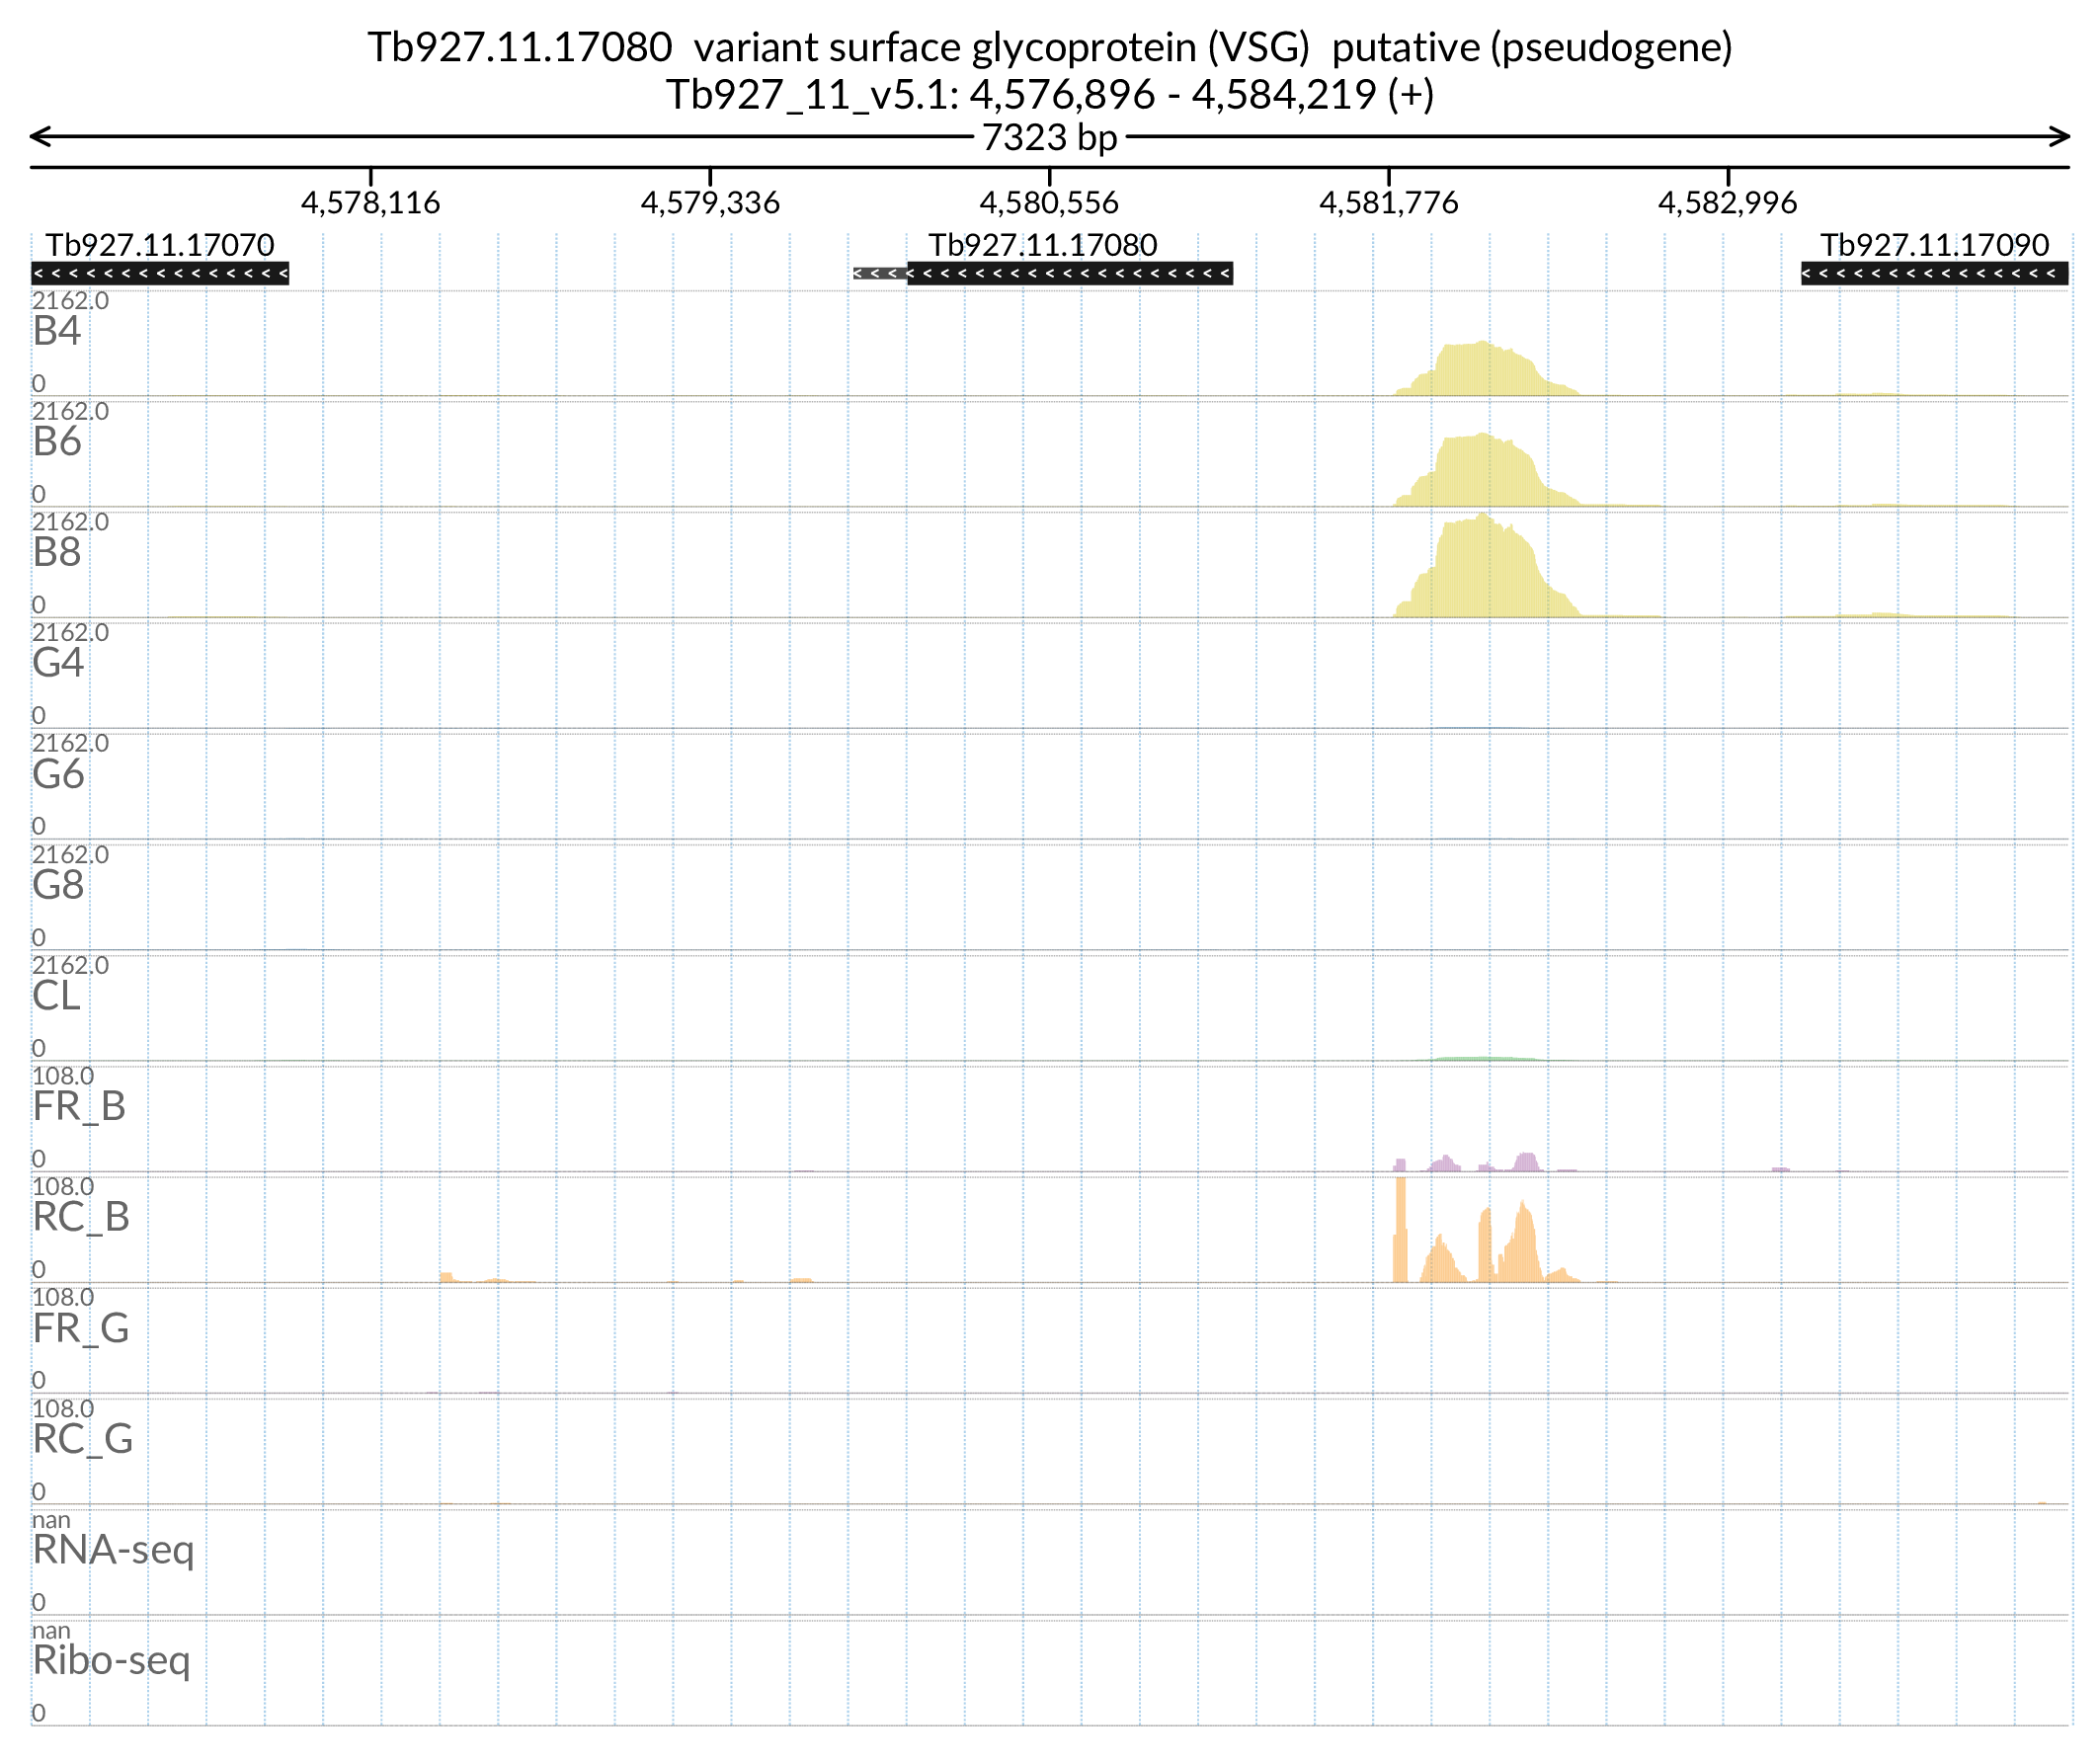 Tb927.11.17080  variant surface glycoprotein (VSG)  putative (pseudogene)
Tb927_11_v5.1: 4,576,896 - 4,584,219 (+)
7323 bp
4,578,116 4,579,336 4,580,556 4,581,776 4,582,996
Tb927.11.17070 Tb927.11.17080 Tb927.11.17090
2162.0
B4
0
2162.0
B6
0
2162.0
B8
0
2162.0
G4
0
2162.0
G6
0
2162.0
G8
0
2162.0
CL
0
108.0
FR_B
0
108.0
RC_B
0
108.0
FR_G
0
108.0
RC_G
0
nan
RNA-seq
0
nan
Ribo-seq
0